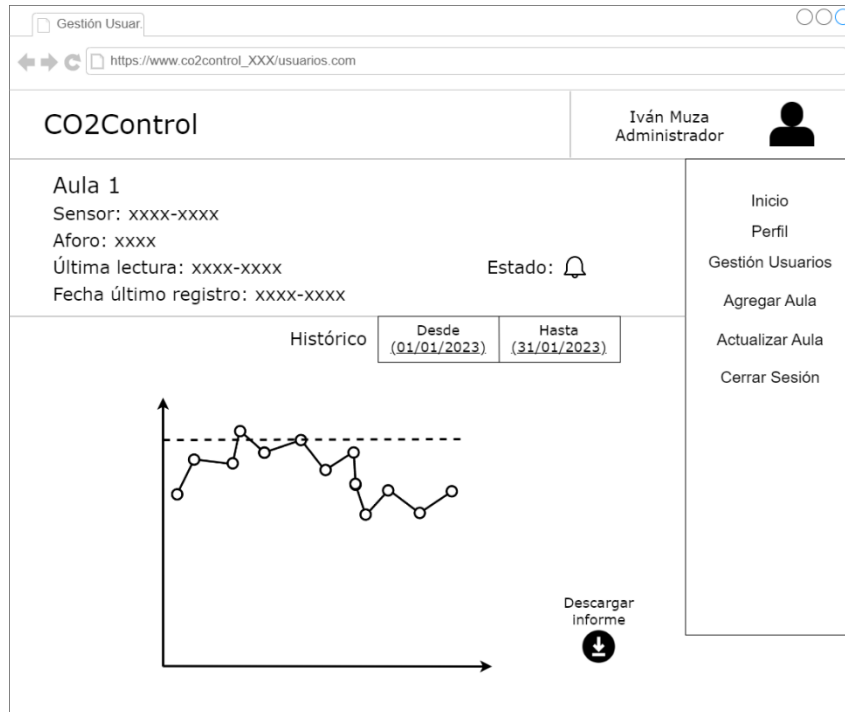 Gestión Usuar.
https://www.co2control_XXX/usuarios.com
CO2Control
Iván Muza
Administrador
Aula 1
Sensor: xxxx-xxxx
Aforo: xxxx
Última lectura: xxxx-xxxx
Estado:
Fecha último registro: xxxx-xxxx
Inicio
Perfil
Gestión Usuarios
Agregar Aula
Actualizar Aula
Cerrar Sesión
Histórico
Desde
(01/01/2023)
Hasta
(31/01/2023)
Descargar
informe